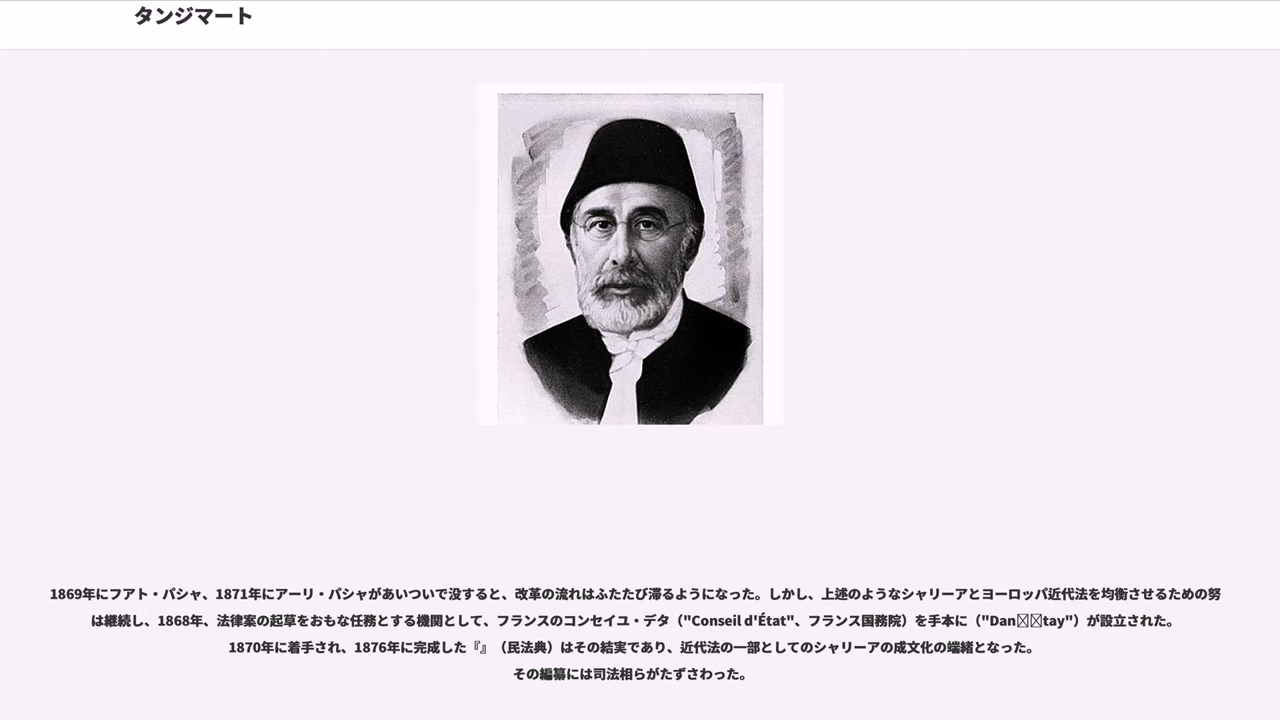 タンジマート
1869年にフアト・パシャ、1871年にアーリ・パシャがあいついで没すると、改革の流れはふたたび滞るようになった。しかし、上述のようなシャリーアとヨーロッパ近代法を均衡させるための努
は継続し、1868年、法律案の起草をおもな任務とする機関として、フランスのコンセイユ・デタ（"Conseil d'État"、フランス国務院）を手本に（"Dan□□tay"）が設立された。
1870年に着手され、1876年に完成した『』（民法典）はその結実であり、近代法の一部としてのシャリーアの成文化の端緒となった。
その編纂には司法相らがたずさわった。